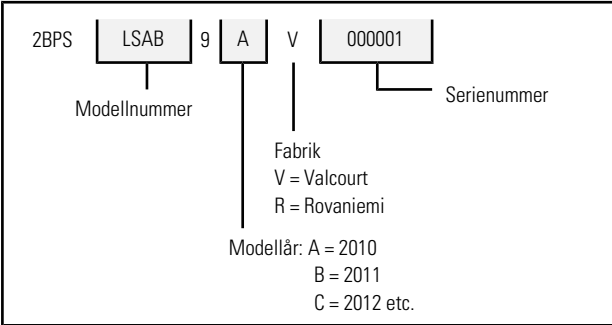 2BPS LSAB 9 A V 000001
Modellnummer
Serienummer
Fabrik
V = Valcourt
R = Rovaniemi
Modellår: A = 2010
B = 2011
C = 2012 etc.